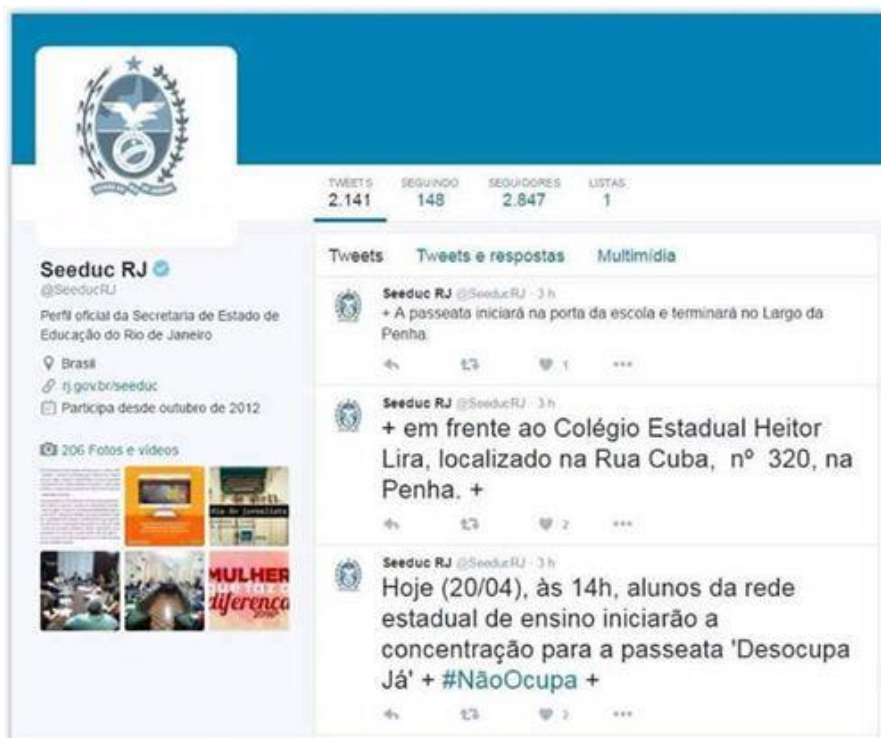 TWEETS SEGUINDO SEGUIDORES LISTAS
2.141 148 2.847 1
Seeduc RJ
@SeeducRJ
Perfil oficial da Secretaria de Estado de
Educação do Rio de Janeiro
Brasil
rj.gov.br/seeduc
Participa desde outubro de 2012
206 Fotos e vídeos
dia do jornalista
MULHER
que faz a
diferença
Tweets Tweets e respostas Multimídia
Seeduc RJ @SeeducRJ · 3 h
+ A passeata iniciará na porta da escola e terminará no Largo da
Penha.
1
Seeduc RJ @SeeducRJ · 3 h
+ em frente ao Colégio Estadual Heitor
Lira, localizado na Rua Cuba, nº 320, na
Penha. +
2
Seeduc RJ @SeeducRJ · 3 h
Hoje (20/04), às 14h, alunos da rede
estadual de ensino iniciarão a
concentração para a passeata 'Desocupa
Já' + #NãoOcupa +
2